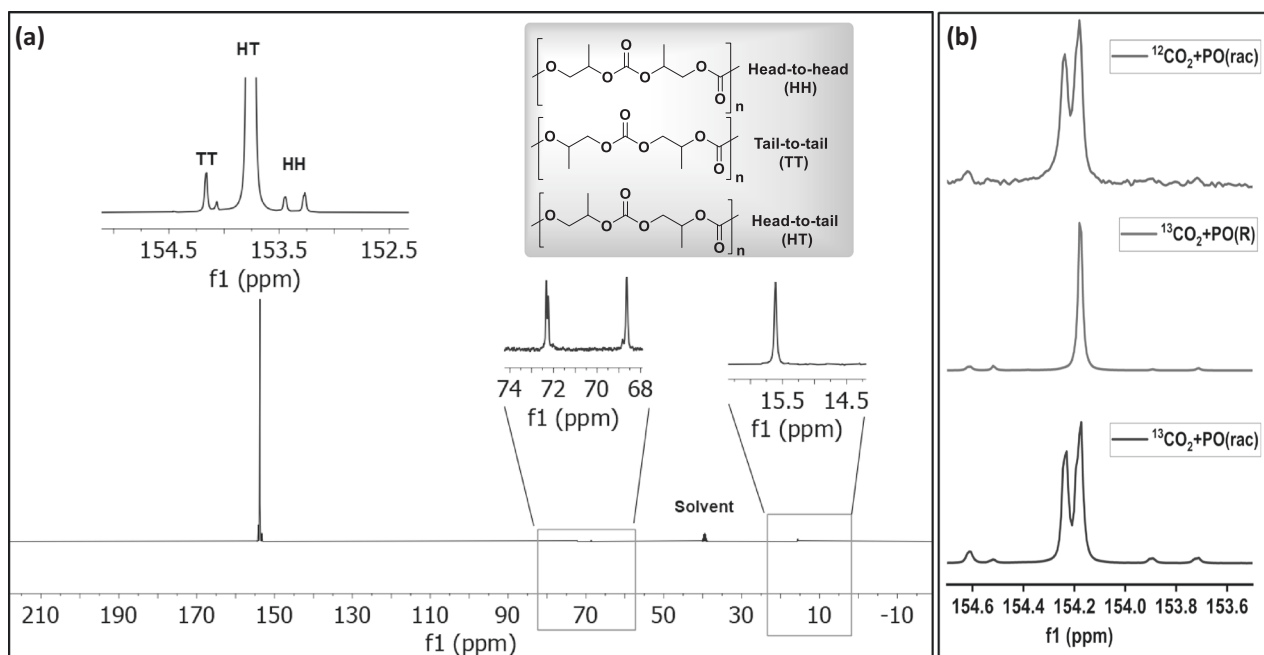 (a)
HT
TT
HH
154.5 153.5 152.5
f1 (ppm)
O O O O O O
n
Head-to-head
(HH)
O O O O O O
n
Tail-to-tail
(TT)
O O O O O O
n
Head-to-tail
(HT)
74 72 70 68
f1 (ppm)
15.5 14.5
f1 (ppm)
Solvent
210 190 170 150 130 110 90 70 50 30 10 -10
f1 (ppm)
(b)
¹²CO₂+PO(rac)
¹³CO₂+PO(R)
¹³CO₂+PO(rac)
154.6 154.4 154.2 154.0 153.8 153.6
f1 (ppm)